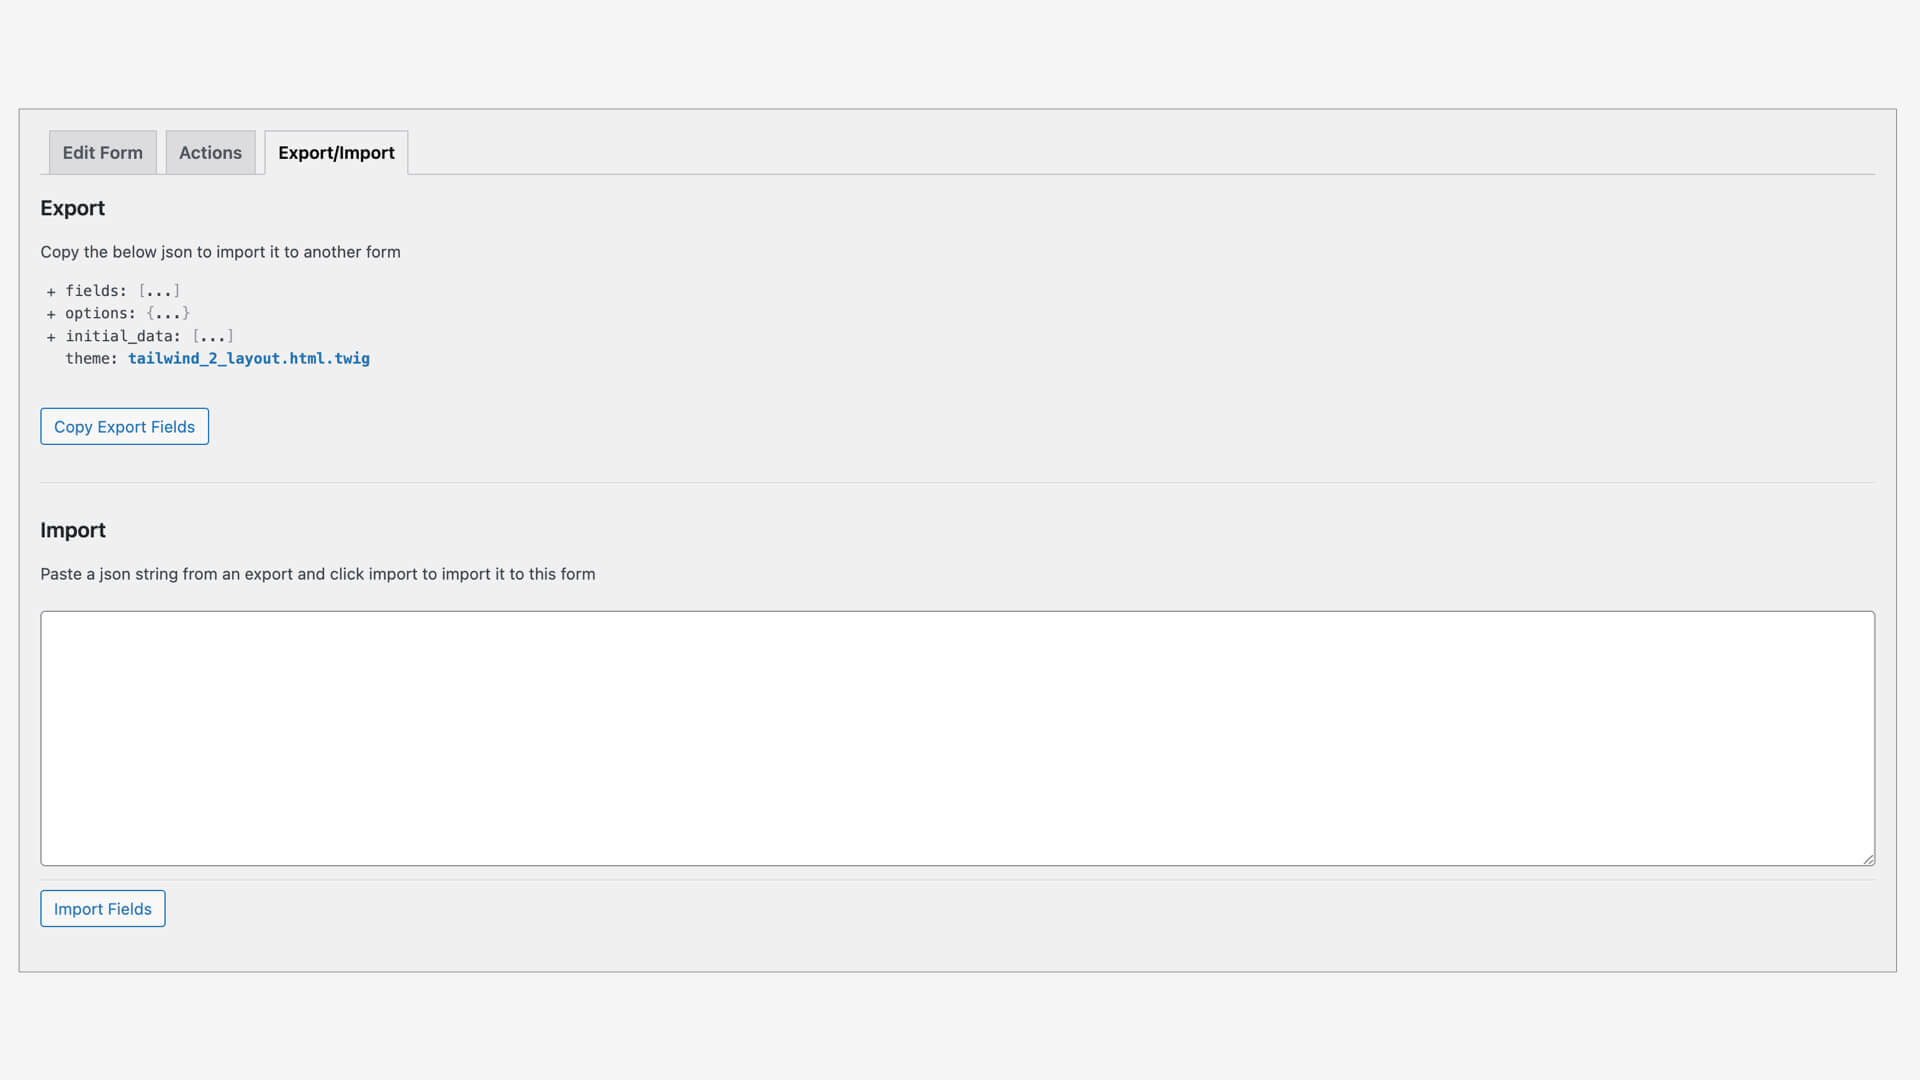 Edit Form Actions Export/Import
Export
Copy the below json to import it to another form
+ fields: [...]
+ options: {...}
+ initial_data: [...]
theme: tailwind_2_layout.html.twig
Copy Export Fields
Import
Paste a json string from an export and click import to import it to this form
Import Fields